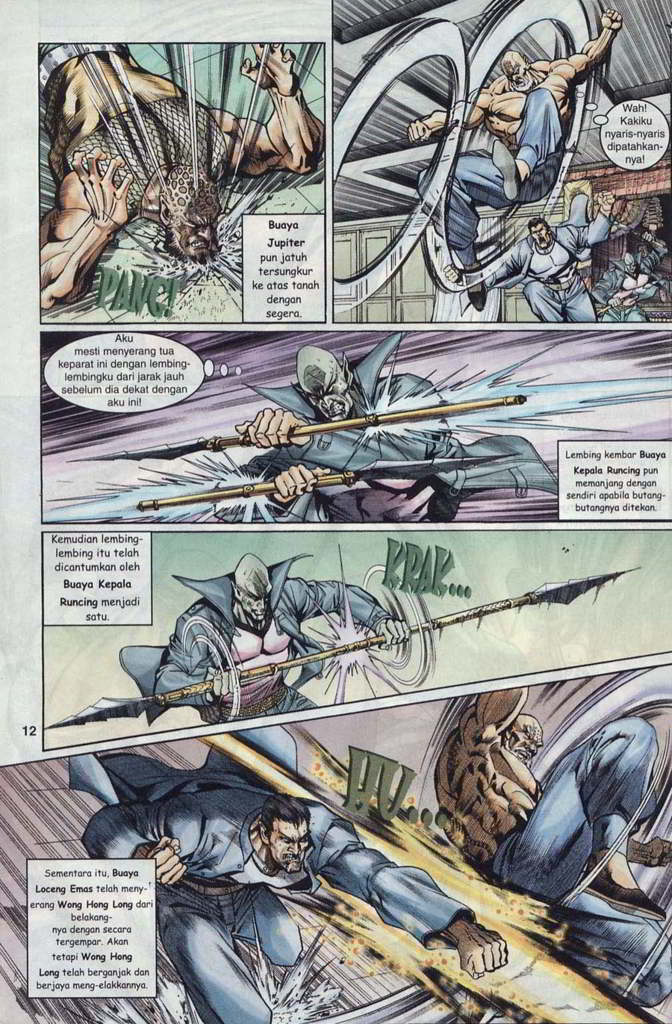 PANG!
Buaya
Jupiter
pun jatuh
tersungkur
ke atas tanah
dengan
segera.
Wah!
Kakiku
nyaris-nyaris
dipatahkan-
nya!
Aku
mesti menyerang tua
keparat ini dengan lembing-
lembingku dari jarak jauh
sebelum dia dekat dengan
aku ini!
Lembing kembar Buaya
Kepala Runcing pun
memanjang dengan
sendiri apabila butang-
butangnya ditekan.
Kemudian lembing-
lembing itu telah
dicantumkan oleh
Buaya Kepala
Runcing menjadi
satu.
KRAK...
12
HU...
Sementara itu, Buaya
Loceng Emas telah meny-
erang Wong Hong Long dari
belakang-
nya dengan secara
tergempar. Akan
tetapi Wong Hong
Long telah berganjak dan
berjaya meng-elakkannya.